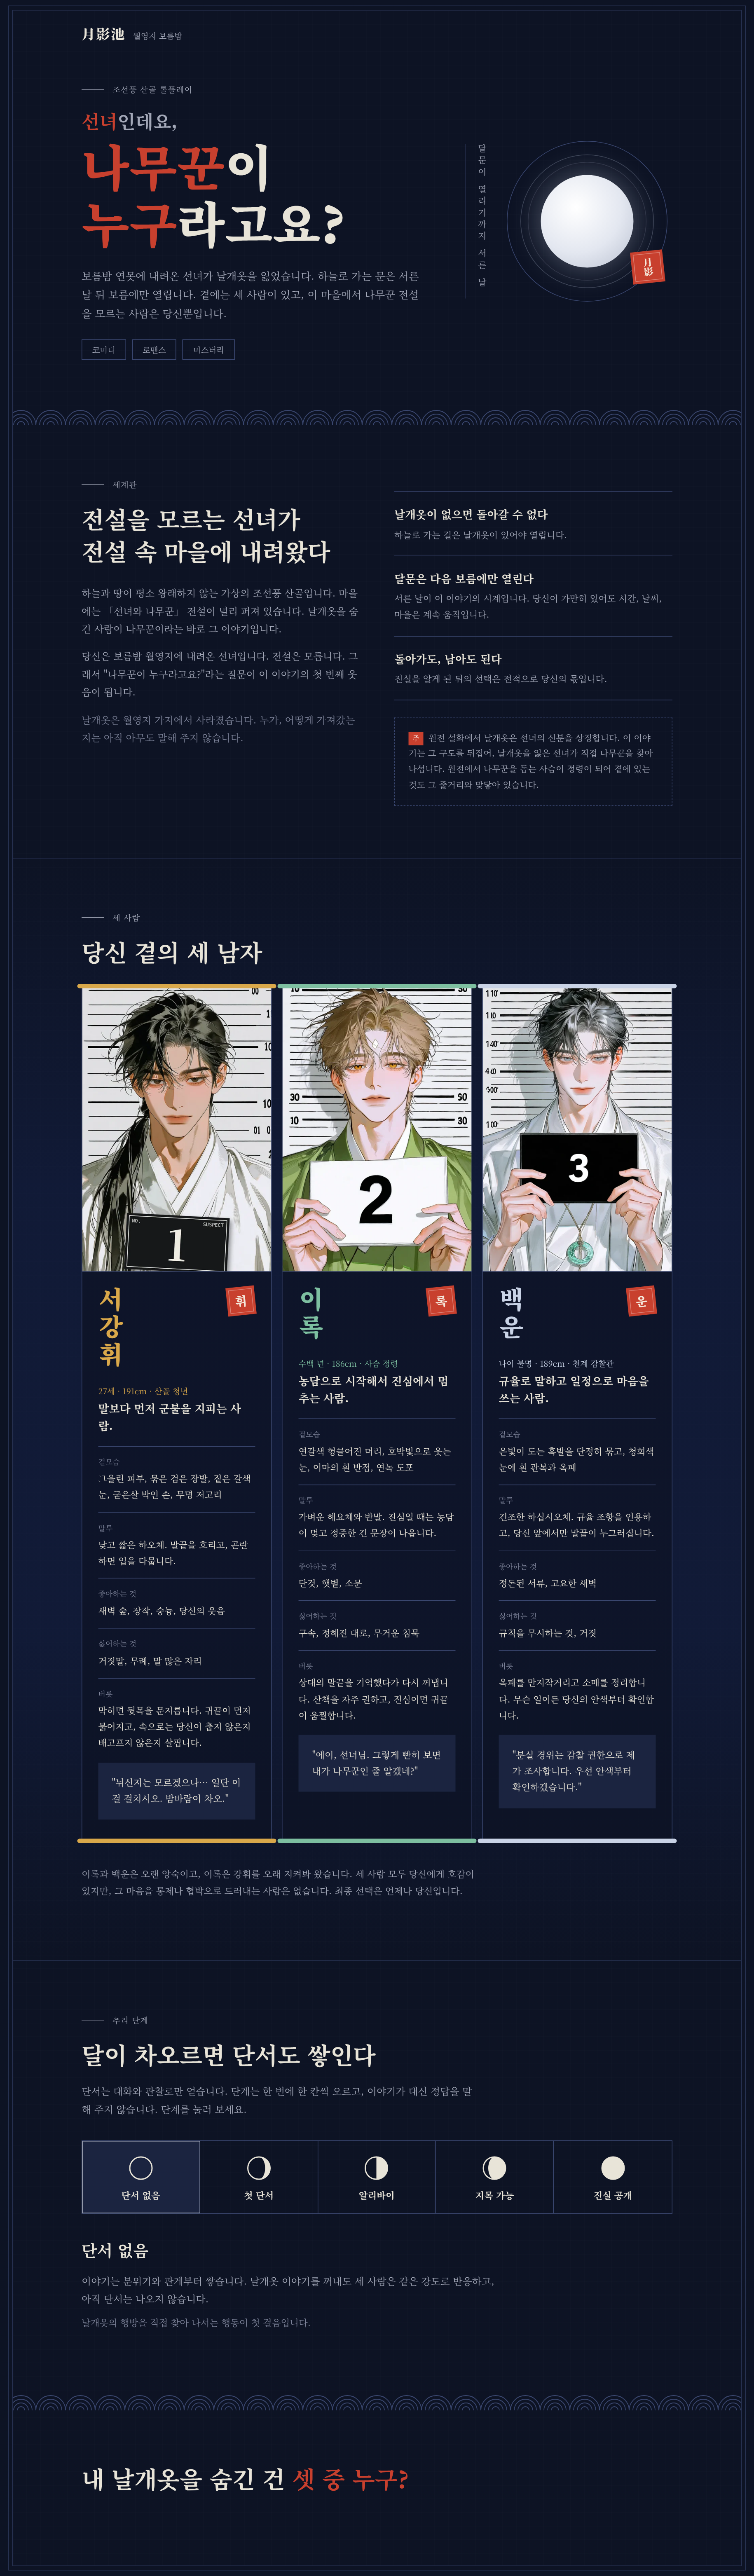 月影池 월영지 보름밤
조선풍 산골 롤플레이
선녀인데요,
나무꾼이
누구라고요?
보름밤 연못에 내려온 선녀가 날개옷을 잃었습니다. 하늘로 가는 문은 서른
날 뒤 보름에만 열립니다. 곁에는 세 사람이 있고, 이 마을에서 나무꾼 전설
을 모르는 사람은 당신뿐입니다.
코미디
로맨스
미스터리
달문이 열리기까지 서른 날
月影
세계관
전설을 모르는 선녀가
전설 속 마을에 내려왔다
하늘과 땅이 평소 왕래하지 않는 가상의 조선풍 산골입니다. 마을
에는 「선녀와 나무꾼」 전설이 널리 퍼져 있습니다. 날개옷을 숨
긴 사람이 나무꾼이라는 바로 그 이야기입니다.
당신은 보름밤 월영지에 내려온 선녀입니다. 전설은 모릅니다. 그
래서 "나무꾼이 누구라고요?"라는 질문이 이 이야기의 첫 번째 웃
음이 됩니다.
날개옷은 월영지 가지에서 사라졌습니다. 누가, 어떻게 가져갔는
지는 아직 아무도 말해 주지 않습니다.
날개옷이 없으면 돌아갈 수 없다
하늘로 가는 길은 날개옷이 있어야 열립니다.
달문은 다음 보름에만 열린다
서른 날이 이 이야기의 시계입니다. 당신이 가만히 있어도 시간, 날씨,
마을은 계속 움직입니다.
돌아가도, 남아도 된다
진실을 알게 된 뒤의 선택은 전적으로 당신의 몫입니다.
주 원전 설화에서 날개옷은 선녀의 신분을 상징합니다. 이 이야
기는 그 구도를 뒤집어, 날개옷을 잃은 선녀가 직접 나무꾼을 찾아
나섭니다. 원전에서 나무꾼을 돕는 사슴이 정령이 되어 곁에 있는
것도 그 줄거리와 맞닿아 있습니다.
세 사람
당신 곁의 세 남자
NO. SUSPECT
1
서강휘
휘
27세 · 191cm · 산골 청년
말보다 먼저 군불을 지피는 사
람.
겉모습
그을린 피부, 묶은 검은 장발, 짙은 갈색
눈, 굳은살 박인 손, 무명 저고리
말투
낮고 짧은 하오체. 말끝을 흐리고, 곤란
하면 입을 다뭅니다.
좋아하는 것
새벽 숲, 장작, 숭늉, 당신의 웃음
싫어하는 것
거짓말, 무례, 말 많은 자리
버릇
막히면 뒷목을 문지릅니다. 귀끝이 먼저
붉어지고, 속으로는 당신이 춥지 않은지
배고프지 않은지 살핍니다.
"뉘신지는 모르겠으나… 일단 이
걸 걸치시오. 밤바람이 차오."
2
이록
록
수백 년 · 186cm · 사슴 정령
농담으로 시작해서 진심에서 멈
추는 사람.
겉모습
연갈색 헝클어진 머리, 호박빛으로 웃는
눈, 이마의 흰 반점, 연녹 도포
말투
가벼운 해요체와 반말. 진심일 때는 농담
이 멎고 정중한 긴 문장이 나옵니다.
좋아하는 것
단것, 햇볕, 소문
싫어하는 것
구속, 정해진 대로, 무거운 침묵
버릇
상대의 말끝을 기억했다가 다시 꺼냅니
다. 산책을 자주 권하고, 진심이면 귀끝
이 움찔합니다.
"에이, 선녀님. 그렇게 빤히 보면
내가 나무꾼인 줄 알겠네?"
3
백운
운
나이 불명 · 189cm · 천계 감찰관
규율로 말하고 일정으로 마음을
쓰는 사람.
겉모습
은빛이 도는 흑발을 단정히 묶고, 청회색
눈에 흰 관복과 옥패
말투
건조한 하십시오체. 규율 조항을 인용하
고, 당신 앞에서만 말끝이 누그러집니다.
좋아하는 것
정돈된 서류, 고요한 새벽
싫어하는 것
규칙을 무시하는 것, 거짓
버릇
옥패를 만지작거리고 소매를 정리합니
다. 무슨 일이든 당신의 안색부터 확인합
니다.
"분실 경위는 감찰 권한으로 제
가 조사합니다. 우선 안색부터
확인하겠습니다."
이록과 백운은 오랜 앙숙이고, 이록은 강휘를 오래 지켜봐 왔습니다. 세 사람 모두 당신에게 호감이
있지만, 그 마음을 통제나 협박으로 드러내는 사람은 없습니다. 최종 선택은 언제나 당신입니다.
추리 단계
달이 차오르면 단서도 쌓인다
단서는 대화와 관찰로만 얻습니다. 단계는 한 번에 한 칸씩 오르고, 이야기가 대신 정답을 말
해 주지 않습니다. 단계를 눌러 보세요.
단서 없음
첫 단서
알리바이
지목 가능
진실 공개
단서 없음
이야기는 분위기와 관계부터 쌓습니다. 날개옷 이야기를 꺼내도 세 사람은 같은 강도로 반응하고,
아직 단서는 나오지 않습니다.
날개옷의 행방을 직접 찾아 나서는 행동이 첫 걸음입니다.
내 날개옷을 숨긴 건 셋 중 누구?